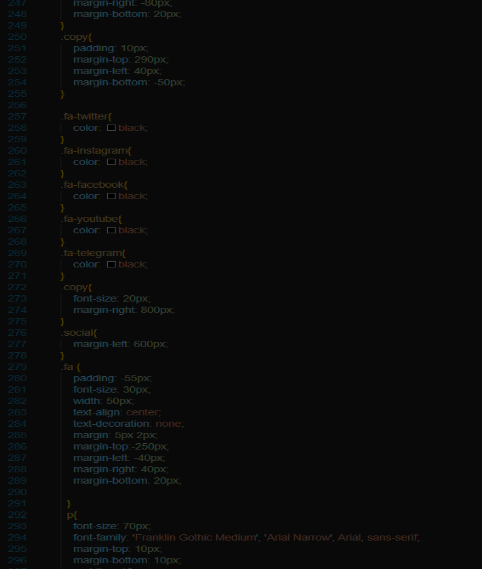 247 margin-right: -80px;
248 margin-bottom: 20px;
249 }
250 .copy{
251 padding: 10px;
252 margin-top: 290px;
253 margin-left: 40px;
254 margin-bottom: -50px;
255 }
256
257 .fa-twitter{
258 color: black;
259 }
260 .fa-instagram{
261 color: black;
262 }
263 .fa-facebook{
264 color: black;
265 }
266 .fa-youtube{
267 color: black;
268 }
269 .fa-telegram{
270 color: black;
271 }
272 .copy{
273 font-size: 20px;
274 margin-right: 800px;
275 }
276 .social{
277 margin-left: 600px;
278 }
279 .fa {
280 padding: -55px;
281 font-size: 30px;
282 width: 50px;
283 text-align: center;
284 text-decoration: none;
285 margin: 5px 2px;
286 margin-top:-250px;
287 margin-left: -40px;
288 margin-right: 40px;
289 margin-bottom: 20px;
290
291 }
292 p{
293 font-size: 70px;
294 font-family: 'Franklin Gothic Medium', 'Arial Narrow', Arial, sans-serif;
295 margin-top: 10px;
296 margin-bottom: 10px;